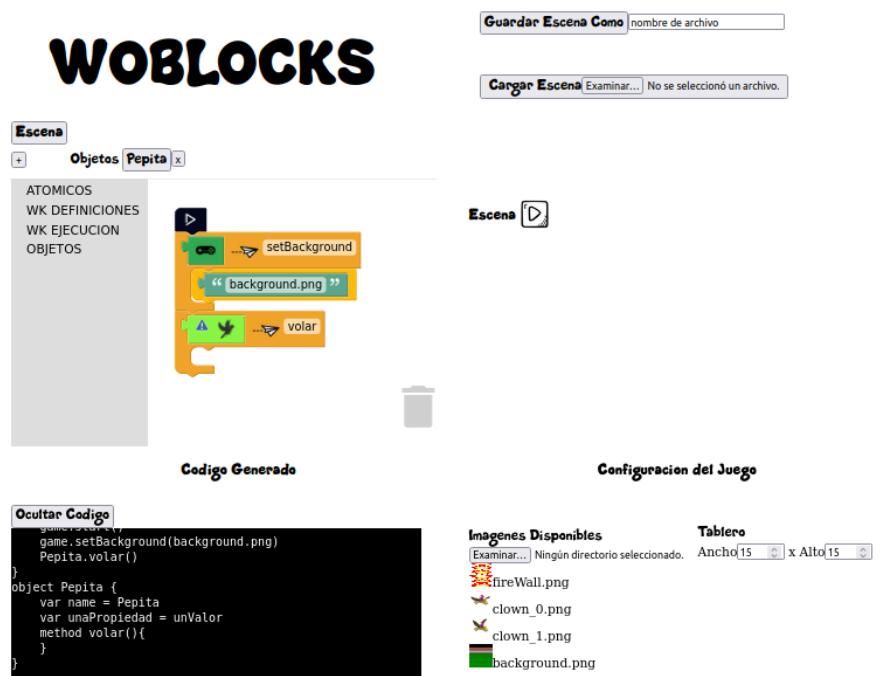 WOBLOCKS
Guardar Escena Como nombre de archivo
Cargar Escena Examinar... No se seleccionó un archivo.
Escena
+ Objetos Pepita x
ATOMICOS
WK DEFINICIONES
WK EJECUCION
OBJETOS
setBackground
“ background.png ”
volar
Escena
Codigo Generado
Ocultar Codigo
game.start()
game.setBackground(background.png)
Pepita.volar()
}
object Pepita {
var name = Pepita
var unaPropiedad = unValor
method volar(){
}
}
Configuracion del Juego
Imagenes Disponibles
Examinar... Ningún directorio seleccionado.
fireWall.png
clown_0.png
clown_1.png
background.png
Tablero
Ancho 15 x Alto 15